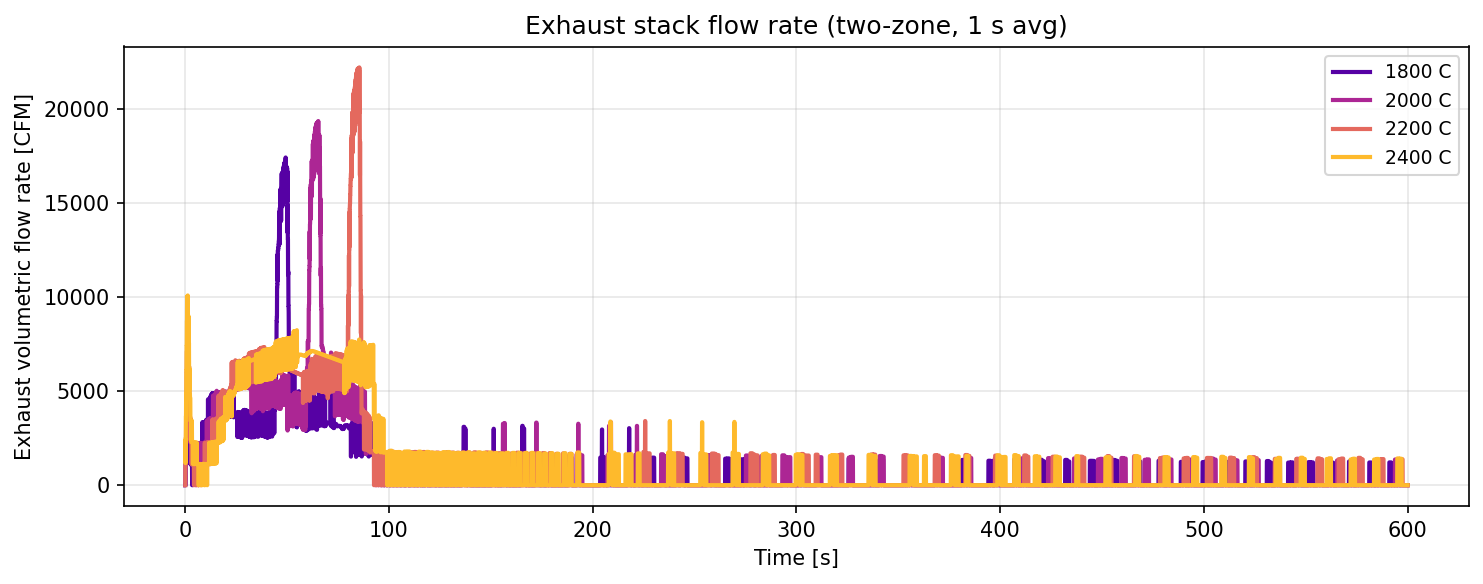 Exhaust stack flow rate (two-zone, 1 s avg)
Exhaust volumetric flow rate [CFM]
20000
15000
10000
5000
0
1800 C
2000 C
2200 C
2400 C
0 100 200 300 400 500 600
Time [s]